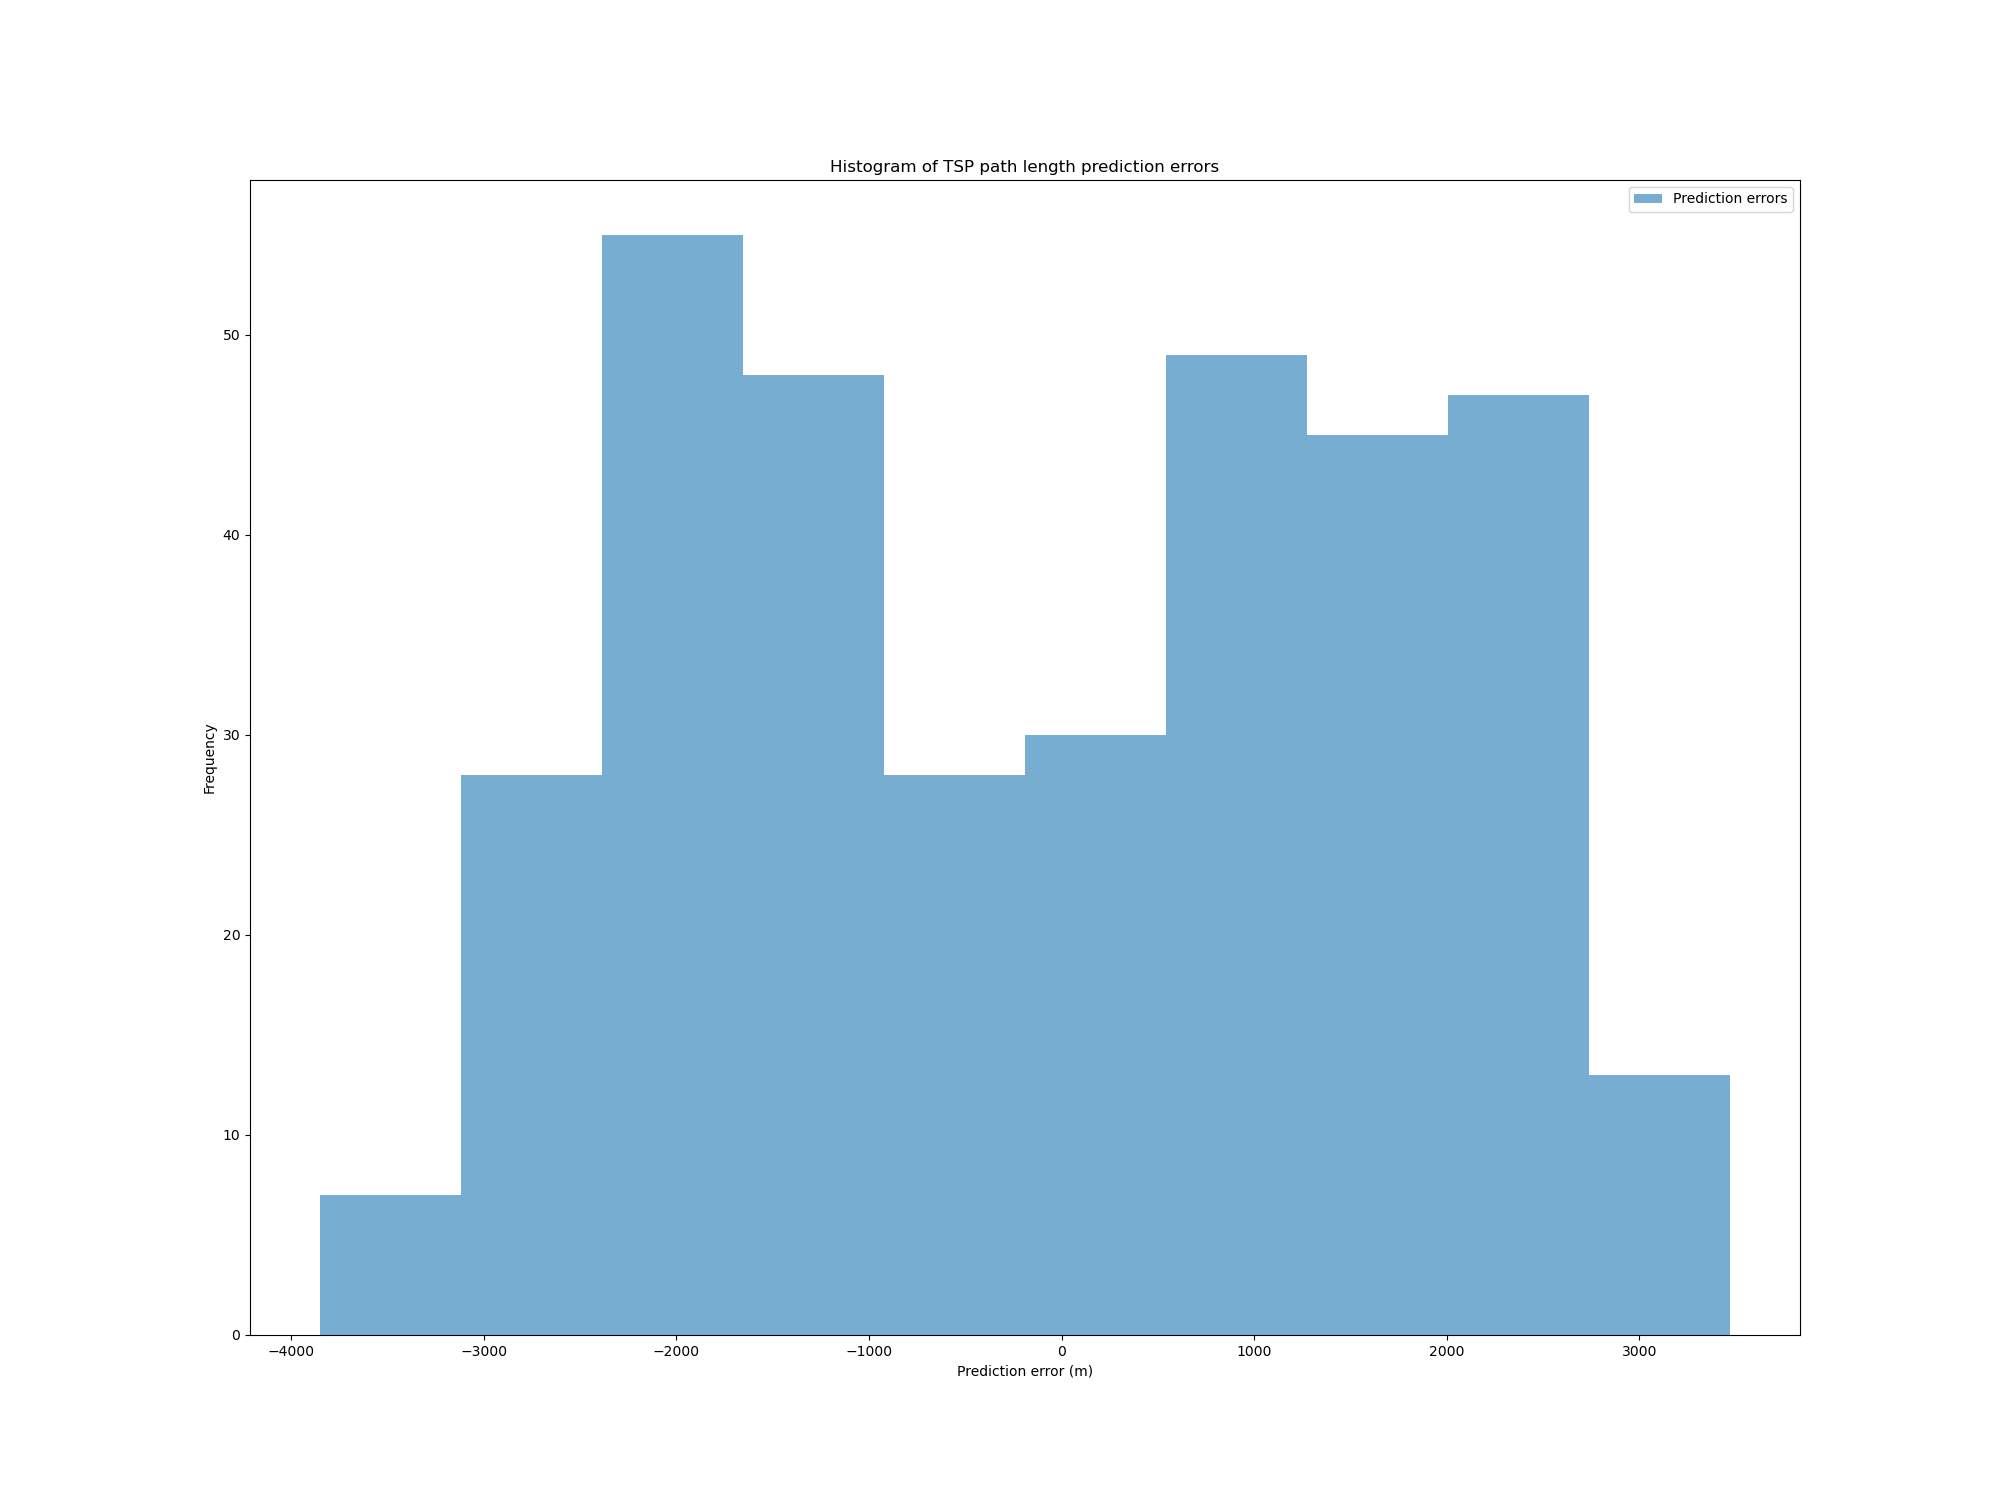 Histogram of TSP path length prediction errors
Prediction errors
50
40
30
20
10
0
Frequency
−4000 −3000 −2000 −1000 0 1000 2000 3000
Prediction error (m)